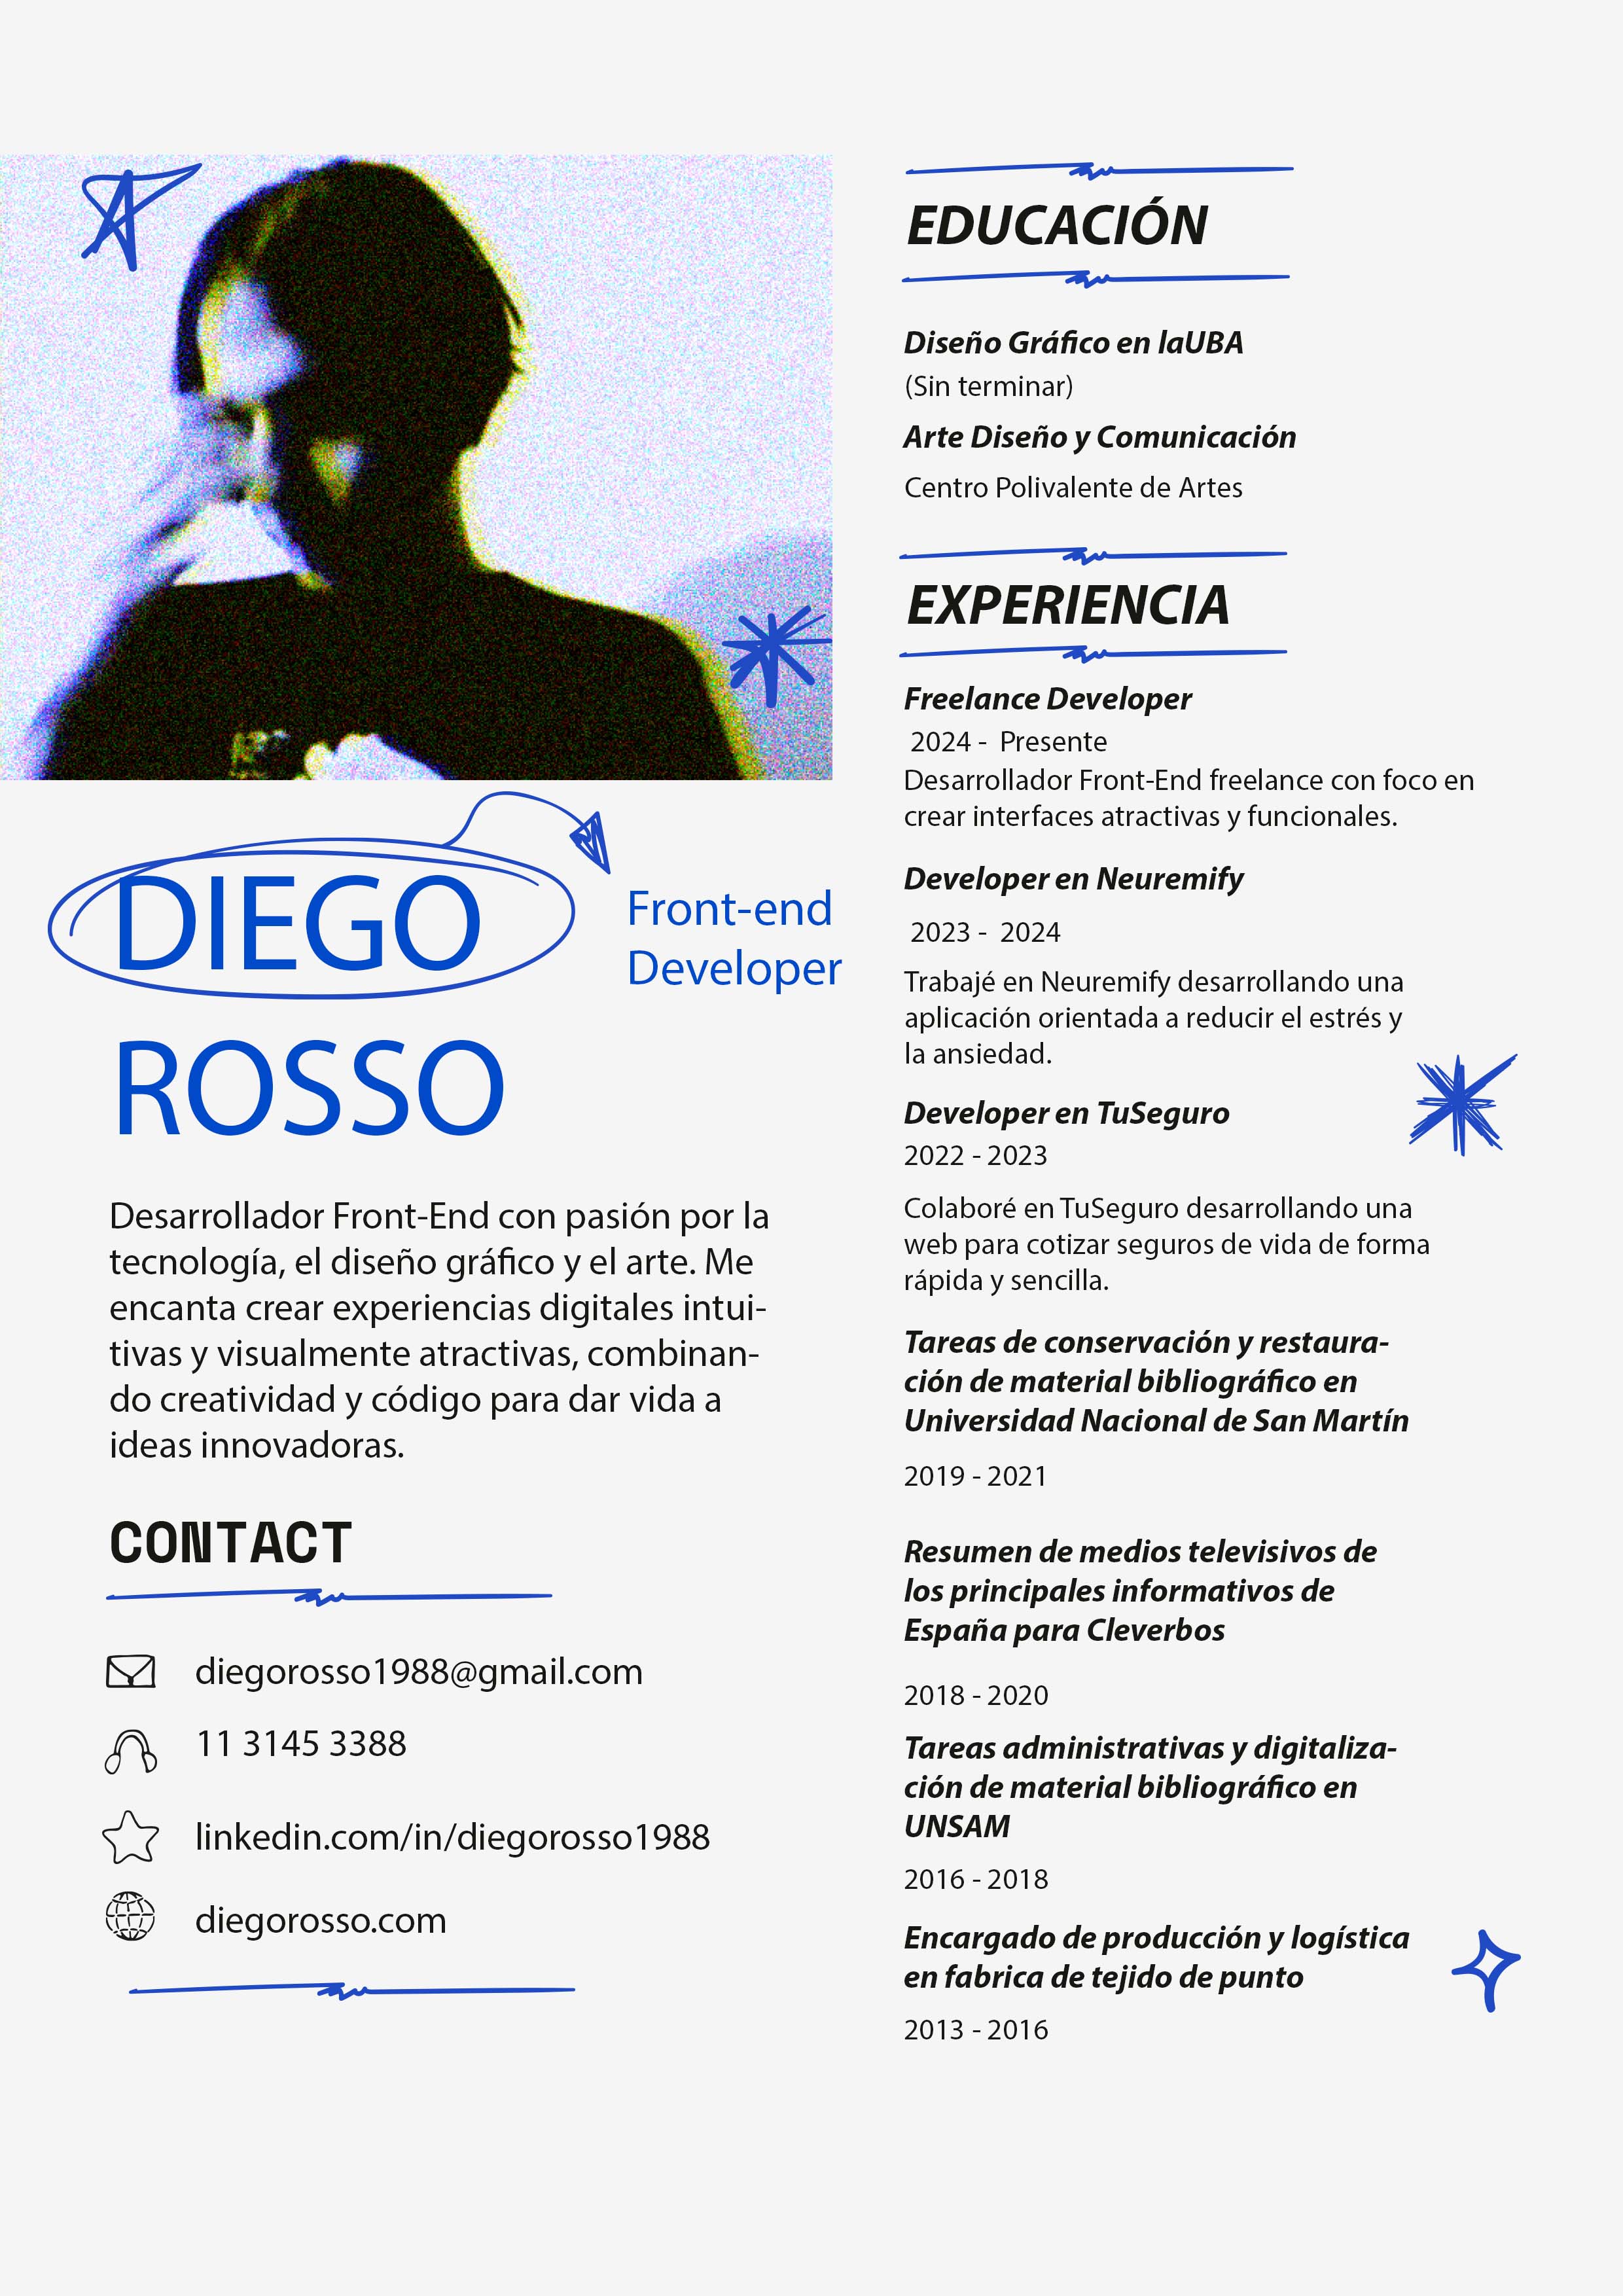 DIEGO
ROSSO
Front-end
Developer
Desarrollador Front-End con pasión por la
tecnología, el diseño gráfico y el arte. Me
encanta crear experiencias digitales intui-
tivas y visualmente atractivas, combinan-
do creatividad y código para dar vida a
ideas innovadoras.
CONTACT
diegorosso1988@gmail.com
11 3145 3388
linkedin.com/in/diegorosso1988
diegorosso.com
EDUCACIÓN
Diseño Gráfico en laUBA
(Sin terminar)
Arte Diseño y Comunicación
Centro Polivalente de Artes
EXPERIENCIA
Freelance Developer
2024 - Presente
Desarrollador Front-End freelance con foco en
crear interfaces atractivas y funcionales.
Developer en Neuremify
2023 - 2024
Trabajé en Neuremify desarrollando una
aplicación orientada a reducir el estrés y
la ansiedad.
Developer en TuSeguro
2022 - 2023
Colaboré en TuSeguro desarrollando una
web para cotizar seguros de vida de forma
rápida y sencilla.
Tareas de conservación y restaura-
ción de material bibliográfico en
Universidad Nacional de San Martín
2019 - 2021
Resumen de medios televisivos de
los principales informativos de
España para Cleverbos
2018 - 2020
Tareas administrativas y digitaliza-
ción de material bibliográfico en
UNSAM
2016 - 2018
Encargado de producción y logística
en fabrica de tejido de punto
2013 - 2016